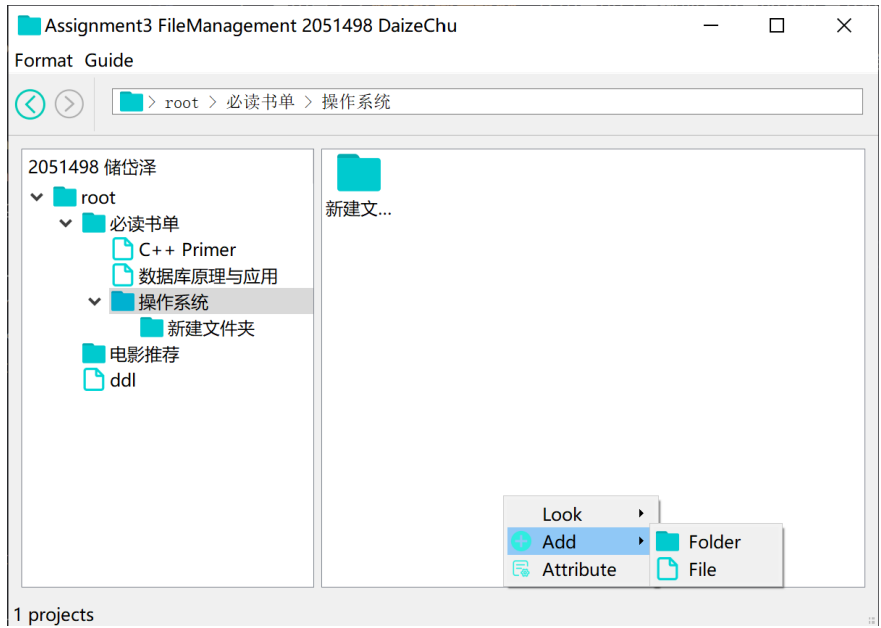 Assignment3 FileManagement 2051498 DaizeChu
Format Guide
> root > 必读书单 > 操作系统
2051498 储岱泽
root
必读书单
C++ Primer
数据库原理与应用
操作系统
新建文件夹
电影推荐
ddl
新建文...
Look
Add
Attribute
Folder
File
1 projects